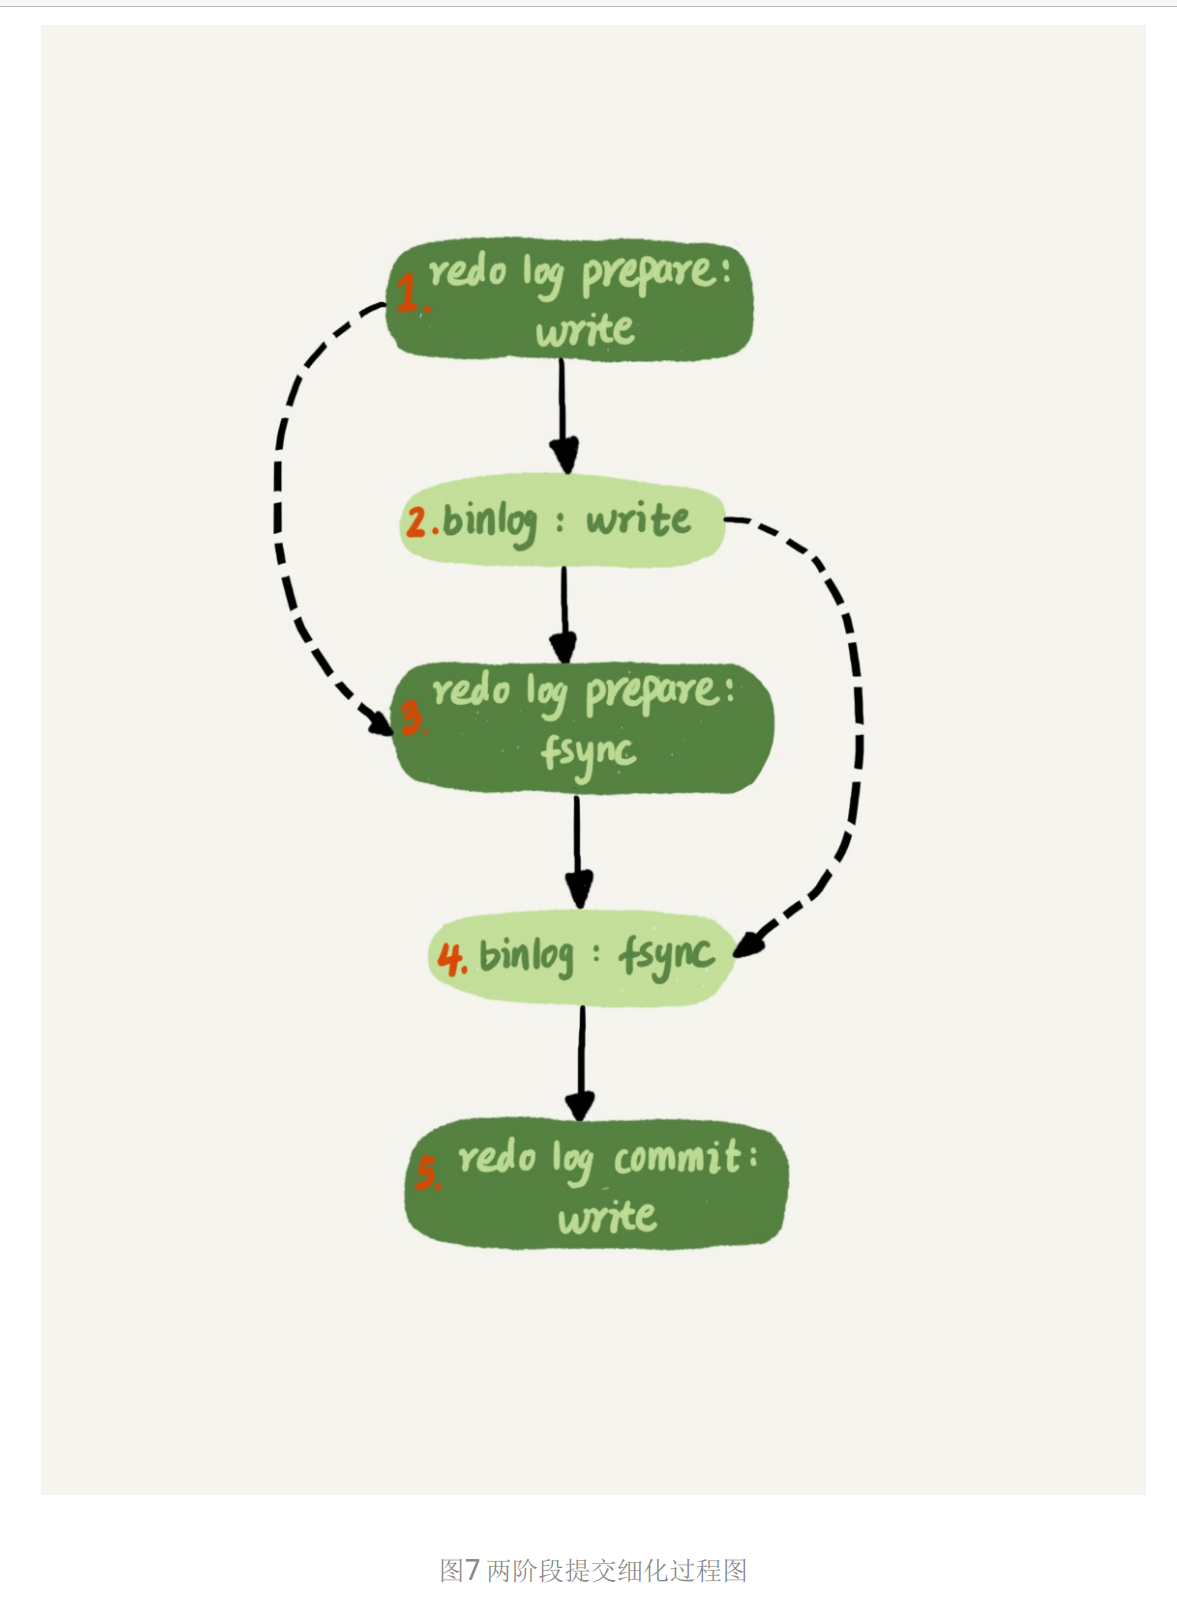 1. redo log prepare:
write
2. binlog : write
3. redo log prepare:
fsync
4. binlog : fsync
5. redo log commit:
write
图7 两阶段提交细化过程图